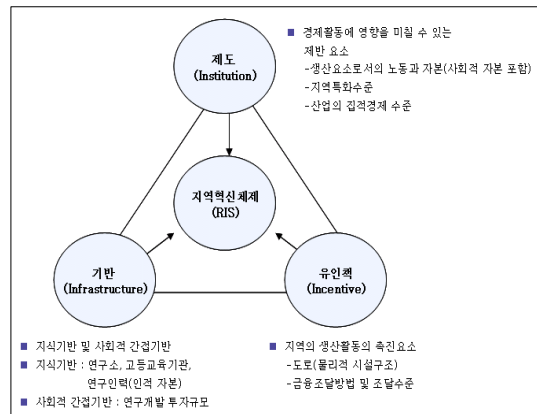 제도
(Institution)
■ 경제활동에 영향을 미칠 수 있는
제반 요소
-생산요소로서의 노동과 자본(사회적 자본 포함)
-지역특화수준
-산업의 집적경제 수준
지역혁신체제
(RIS)
기반
(Infrastructure)
유인책
(Incentive)
■ 지식기반 및 사회적 간접기반
■ 지식기반 : 연구소, 고등교육기관,
연구인력(인적 자본)
■ 사회적 간접기반 : 연구개발 투자규모
■ 지역의 생산활동의 촉진요소
-도로(물리적 시설구조)
-금융조달방법 및 조달수준